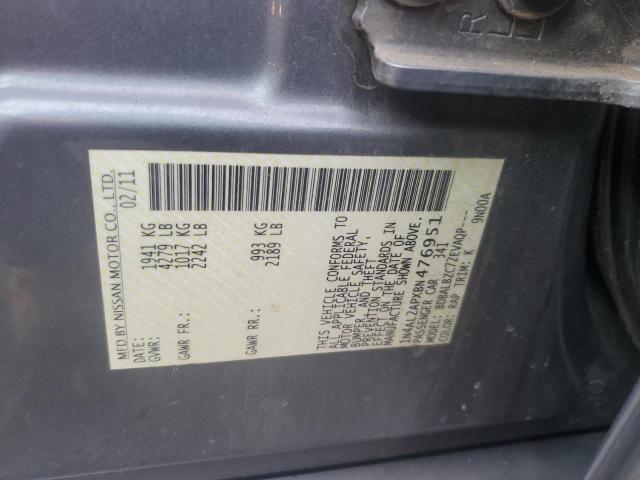 MFD BY NISSAN MOTOR CO., LTD.
DATE: 02/11
GVWR: 1941 KG
4279 LB
GAWR FR.: 1017 KG
2242 LB
GAWR RR.: 993 KG
2189 LB
THIS VEHICLE CONFORMS TO
ALL APPLICABLE FEDERAL
MOTOR VEHICLE SAFETY,
BUMPER, AND THEFT
PREVENTION STANDARDS IN
EFFECT ON THE DATE OF
MANUFACTURE SHOWN ABOVE.
1N4AL2APXBN476951
PASSENGER CAR 341
MODEL: BDBALBZC7ZEVAQP---
COLOR: RAP TRIM: K 9N00A
R
L